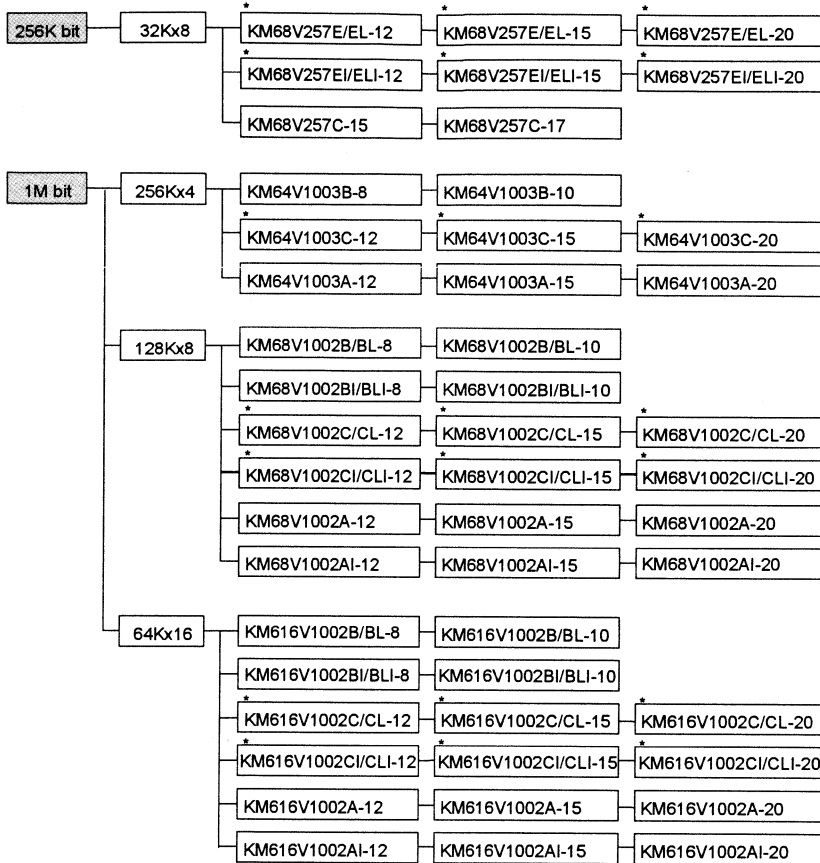 * * *
256K bit 32Kx8 KM68V257E/EL-12 KM68V257E/EL-15 KM68V257E/EL-20
* * *
KM68V257EI/ELI-12 KM68V257EI/ELI-15 KM68V257EI/ELI-20
KM68V257C-15 KM68V257C-17
1M bit 256Kx4 KM64V1003B-8 KM64V1003B-10
* * *
KM64V1003C-12 KM64V1003C-15 KM64V1003C-20
KM64V1003A-12 KM64V1003A-15 KM64V1003A-20
128Kx8 KM68V1002B/BL-8 KM68V1002B/BL-10
KM68V1002BI/BLI-8 KM68V1002BI/BLI-10
* * *
KM68V1002C/CL-12 KM68V1002C/CL-15 KM68V1002C/CL-20
* * *
KM68V1002CI/CLI-12 KM68V1002CI/CLI-15 KM68V1002CI/CLI-20
KM68V1002A-12 KM68V1002A-15 KM68V1002A-20
KM68V1002AI-12 KM68V1002AI-15 KM68V1002AI-20
64Kx16 KM616V1002B/BL-8 KM616V1002B/BL-10
KM616V1002BI/BLI-8 KM616V1002BI/BLI-10
* * *
KM616V1002C/CL-12 KM616V1002C/CL-15 KM616V1002C/CL-20
* * *
KM616V1002CI/CLI-12 KM616V1002CI/CLI-15 KM616V1002CI/CLI-20
KM616V1002A-12 KM616V1002A-15 KM616V1002A-20
KM616V1002AI-12 KM616V1002AI-15 KM616V1002AI-20